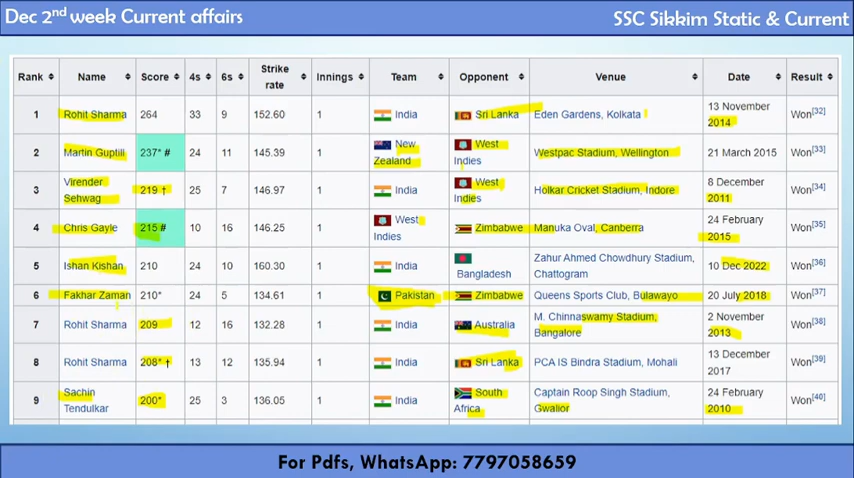 Dec 2nd week Current affairs
SSC Sikkim Static & Current
Rank Name Score 4s 6s Strike rate Innings Team Opponent Venue Date Result
1 Rohit Sharma 264 33 9 152.60 1 India Sri Lanka Eden Gardens, Kolkata 13 November 2014 Won[32]
2 Martin Guptill 237* # 24 11 145.39 1 New Zealand West Indies Westpac Stadium, Wellington 21 March 2015 Won[33]
3 Virender Sehwag 219 † 25 7 146.97 1 India West Indies Holkar Cricket Stadium, Indore 8 December 2011 Won[34]
4 Chris Gayle 215 # 10 16 146.25 1 West Indies Zimbabwe Manuka Oval, Canberra 24 February 2015 Won[35]
5 Ishan Kishan 210 24 10 160.30 1 India Bangladesh Zahur Ahmed Chowdhury Stadium, Chattogram 10 Dec 2022 Won[36]
6 Fakhar Zaman 210* 24 5 134.61 1 Pakistan Zimbabwe Queens Sports Club, Bulawayo 20 July 2018 Won[37]
7 Rohit Sharma 209 12 16 132.28 1 India Australia M. Chinnaswamy Stadium, Bangalore 2 November 2013 Won[38]
8 Rohit Sharma 208* † 13 12 135.94 1 India Sri Lanka PCA IS Bindra Stadium, Mohali 13 December 2017 Won[39]
9 Sachin Tendulkar 200* 25 3 136.05 1 India South Africa Captain Roop Singh Stadium, Gwalior 24 February 2010 Won[40]
For Pdfs, WhatsApp: 7797058659